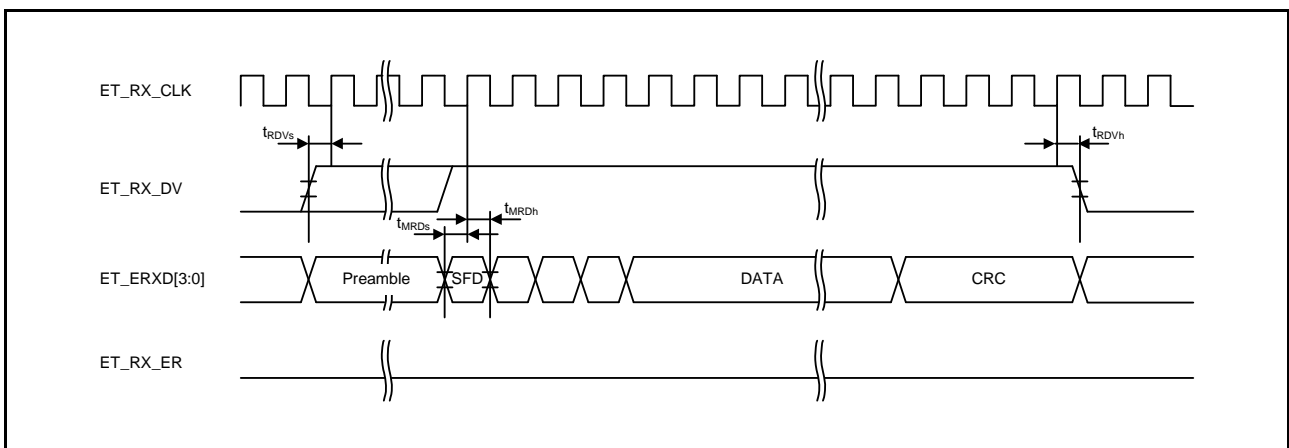 ET_RX_CLK
tRDVs
tRDVh
ET_RX_DV
tMRDh
tMRDs
ET_ERXD[3:0]
Preamble
SFD
DATA
CRC
ET_RX_ER